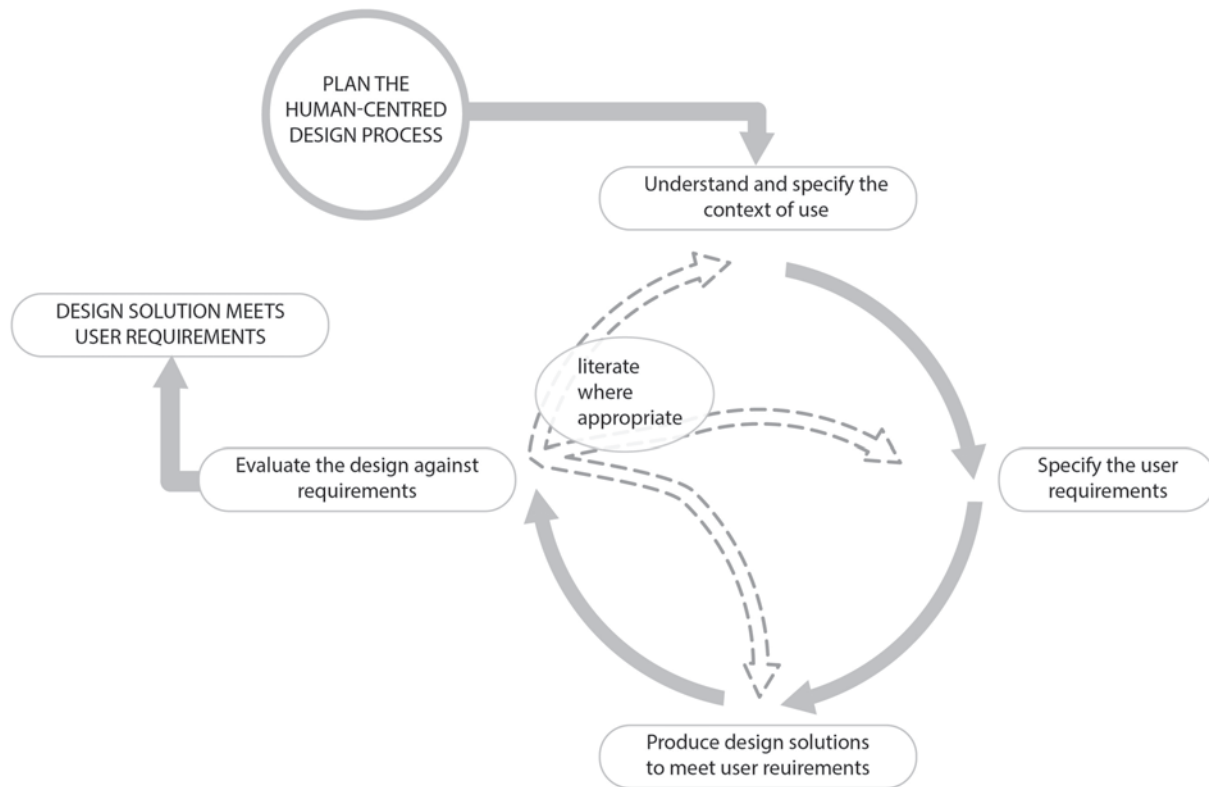 PLAN THE
HUMAN-CENTRED
DESIGN PROCESS
Understand and specify the
context of use
DESIGN SOLUTION MEETS
USER REQUIREMENTS
literate
where
appropriate
Evaluate the design against
requirements
Specify the user
requirements
Produce design solutions
to meet user reuirements